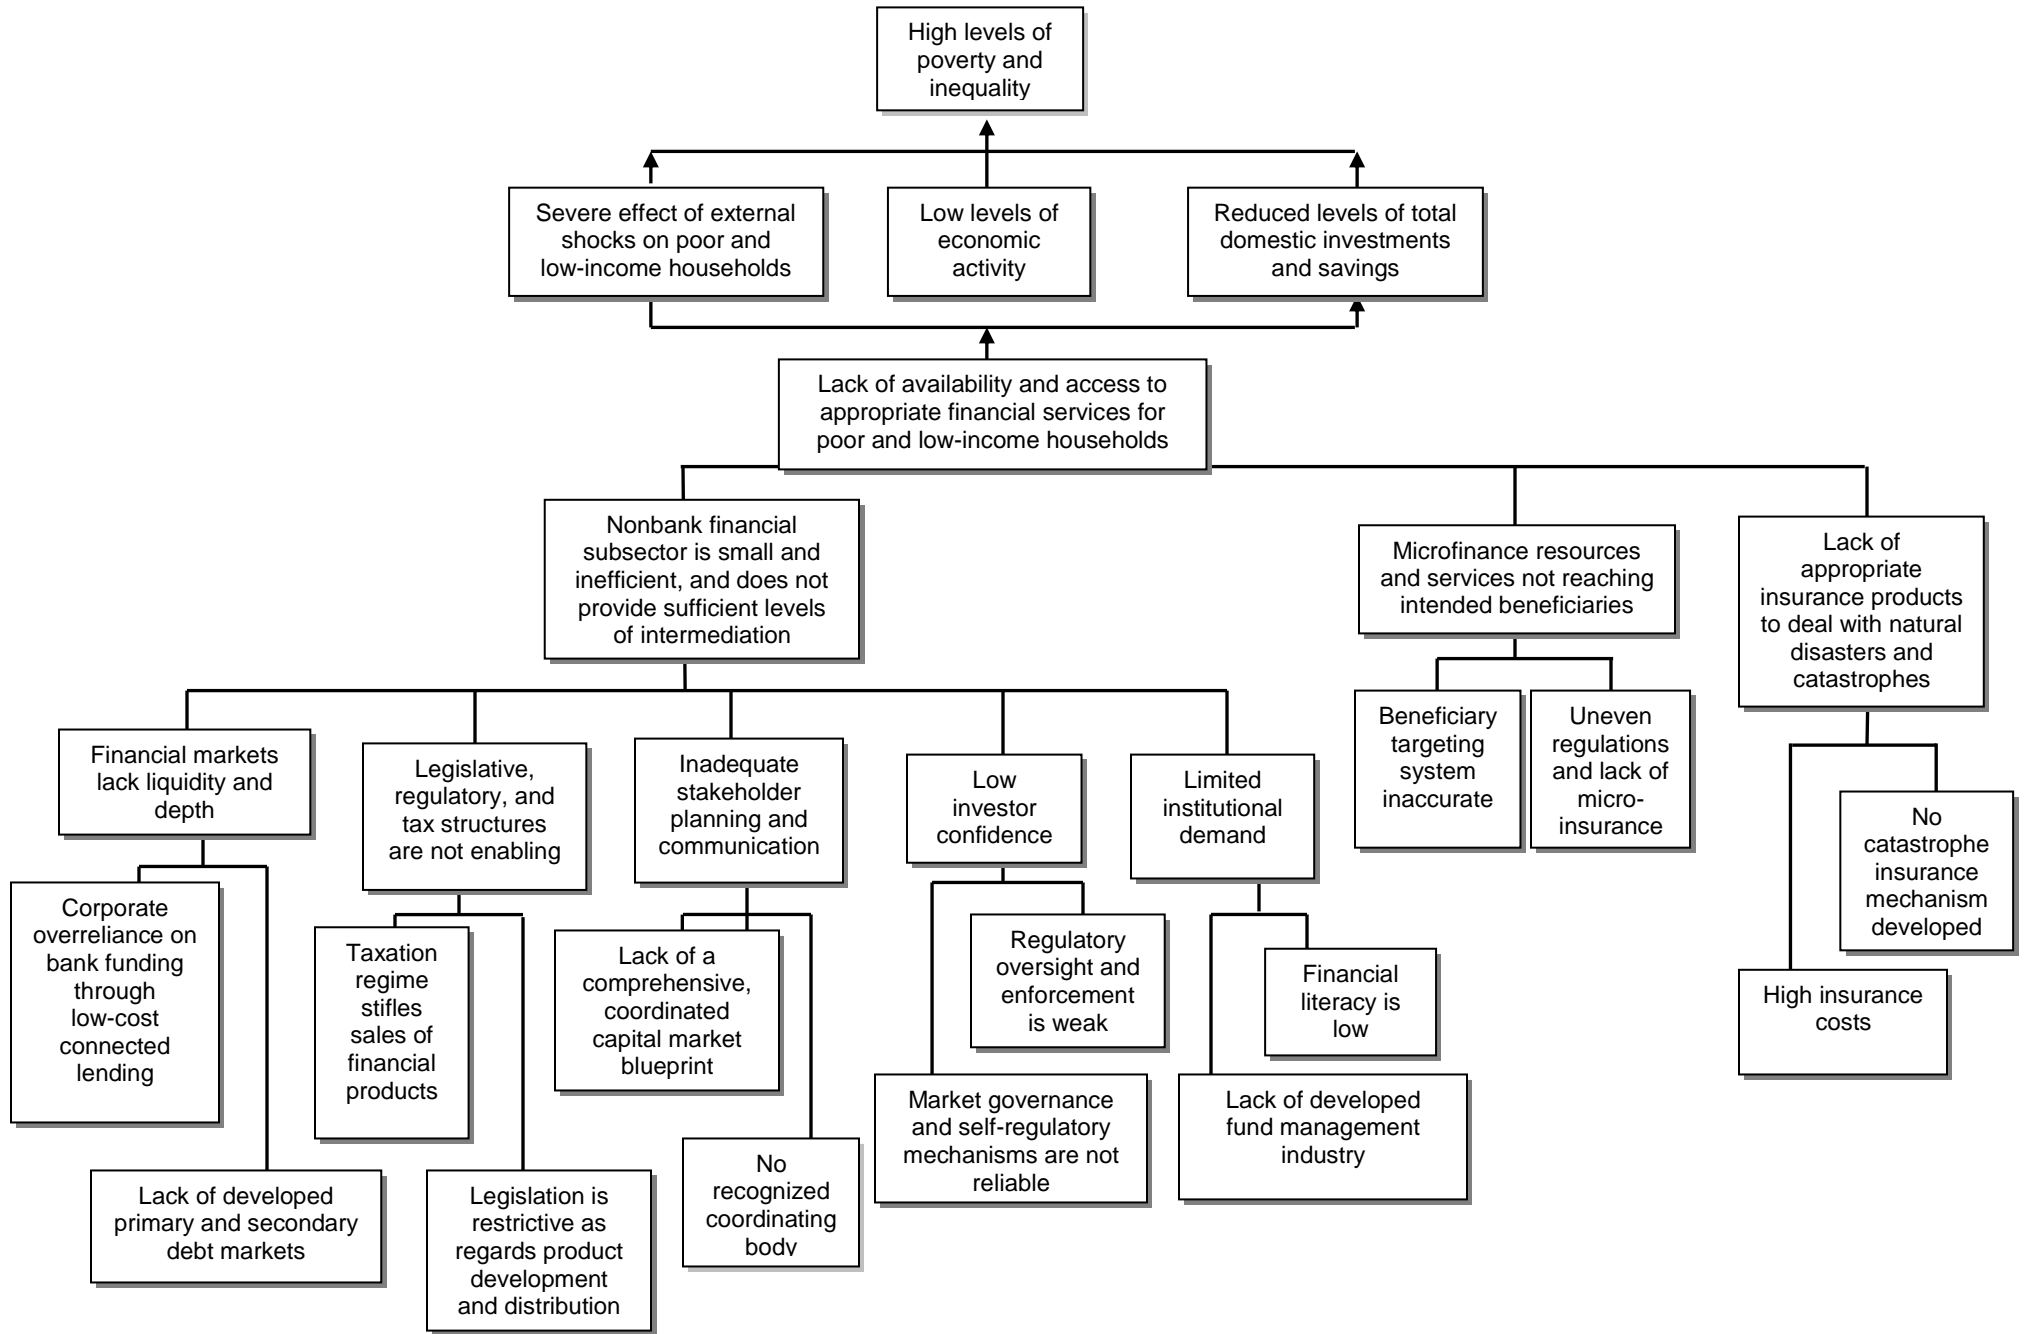 High levels of
poverty and
inequality
Severe effect of external
shocks on poor and
low-income households
Low levels of
economic
activity
Reduced levels of total
domestic investments
and savings
Lack of availability and access to
appropriate financial services for
poor and low-income households
Nonbank financial
subsector is small and
inefficient, and does not
provide sufficient levels
of intermediation
Microfinance resources
and services not reaching
intended beneficiaries
Lack of
appropriate
insurance products
to deal with natural
disasters and
catastrophes
Financial markets
lack liquidity and
depth
Legislative,
regulatory, and
tax structures
are not enabling
Inadequate
stakeholder
planning and
communication
Low
investor
confidence
Limited
institutional
demand
Beneficiary
targeting
system
inaccurate
Uneven
regulations
and lack of
micro-
insurance
No
catastrophe
insurance
mechanism
developed
Corporate
overreliance on
bank funding
through
low-cost
connected
lending
Taxation
regime
stifles
sales of
financial
products
Lack of a
comprehensive,
coordinated
capital market
blueprint
Regulatory
oversight and
enforcement
is weak
Financial
literacy is
low
High insurance
costs
Lack of developed
primary and secondary
debt markets
Legislation is
restrictive as
regards product
development
and distribution
No
recognized
coordinating
body
Market governance
and self-regulatory
mechanisms are not
reliable
Lack of developed
fund management
industry